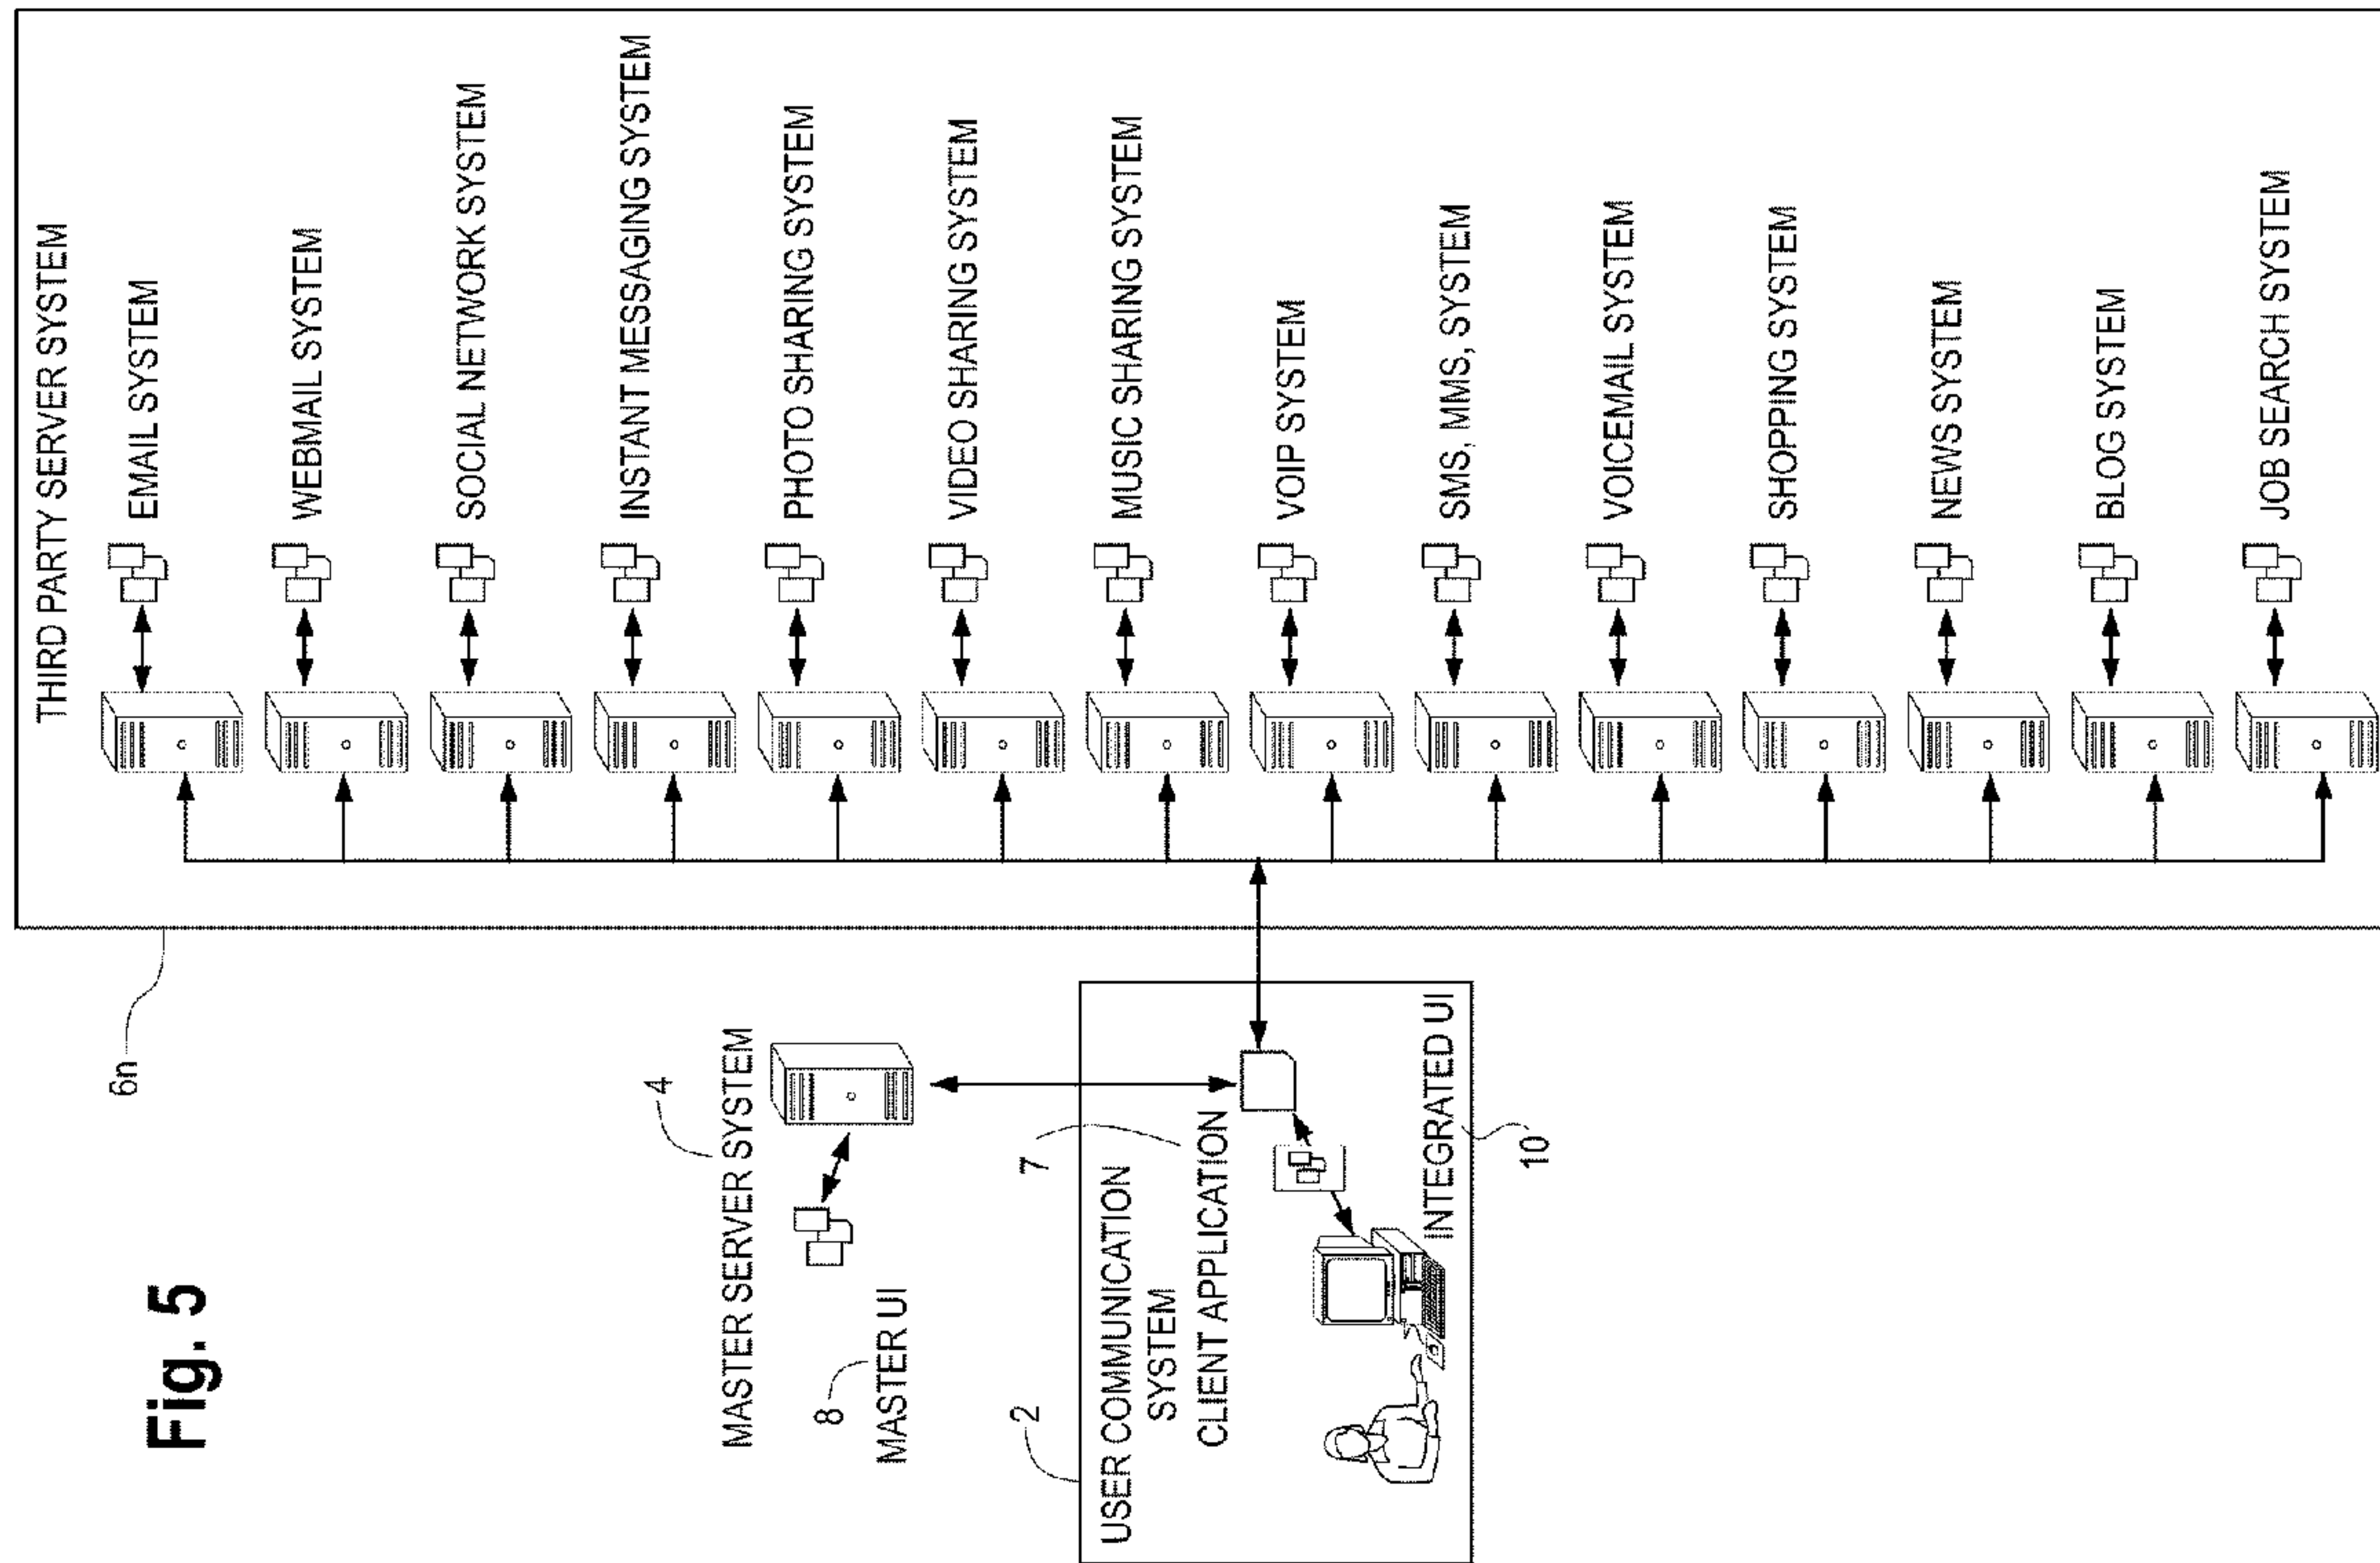 Fig. 5
THIRD PARTY SERVER SYSTEM
6n
EMAIL SYSTEM
WEBMAIL SYSTEM
SOCIAL NETWORK SYSTEM
INSTANT MESSAGING SYSTEM
PHOTO SHARING SYSTEM
VIDEO SHARING SYSTEM
MUSIC SHARING SYSTEM
VOIP SYSTEM
SMS, MMS, SYSTEM
VOICEMAIL SYSTEM
SHOPPING SYSTEM
NEWS SYSTEM
BLOG SYSTEM
JOB SEARCH SYSTEM
4
MASTER SERVER SYSTEM
8
MASTER UI
2
USER COMMUNICATION
SYSTEM
7
CLIENT APPLICATION
INTEGRATED UI
10